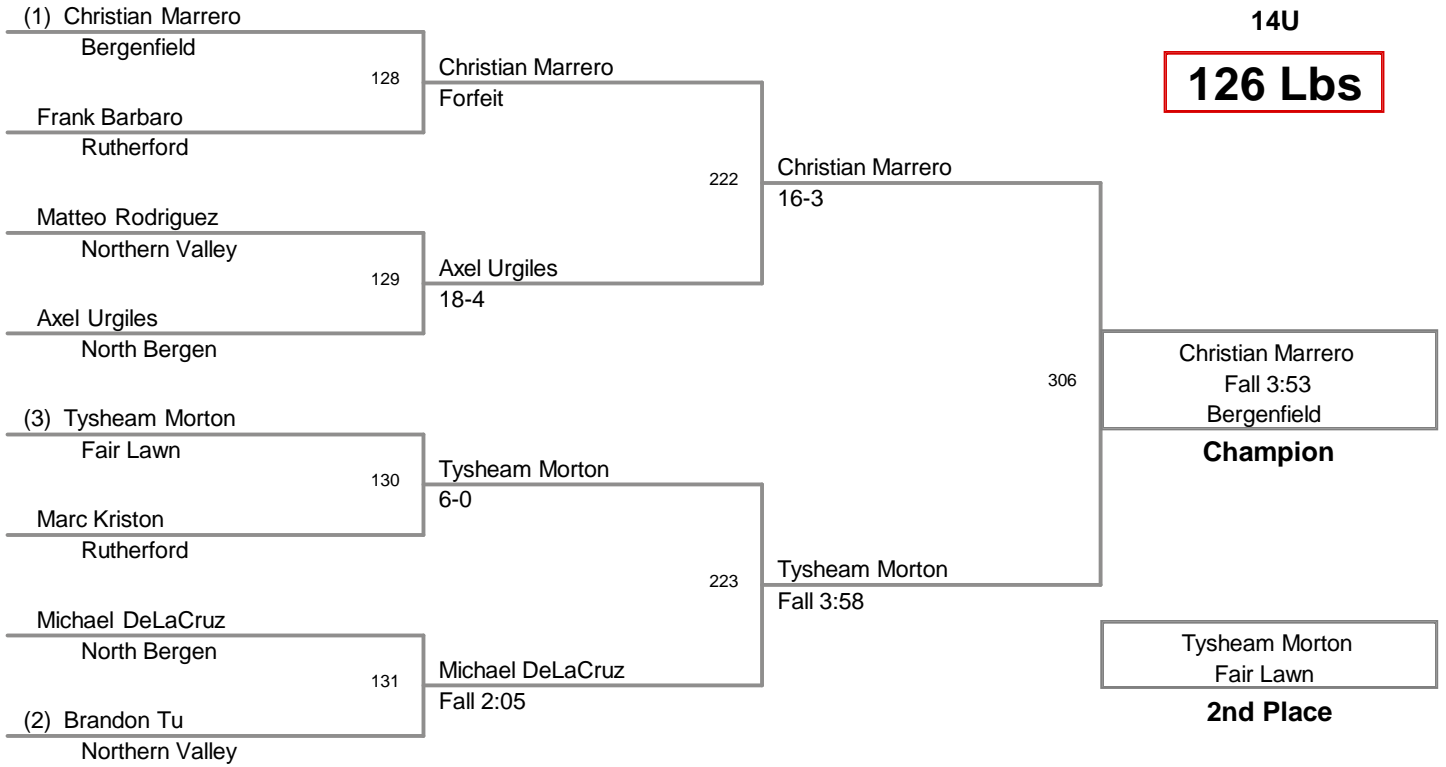 (1) Christian Marrero
Bergenfield
128
Frank Barbaro
Rutherford
Matteo Rodriguez
Northern Valley
129
Axel Urgiles
North Bergen
(3) Tysheam Morton
Fair Lawn
130
Marc Kriston
Rutherford
Michael DeLaCruz
North Bergen
131
(2) Brandon Tu
Northern Valley
Christian Marrero
Forfeit
222
Axel Urgiles
18-4
Tysheam Morton
6-0
223
Michael DeLaCruz
Fall 2:05
Christian Marrero
16-3
306
Tysheam Morton
Fall 3:58
14U
126 Lbs
Christian Marrero
Fall 3:53
Bergenfield
Champion
Tysheam Morton
Fair Lawn
2nd Place